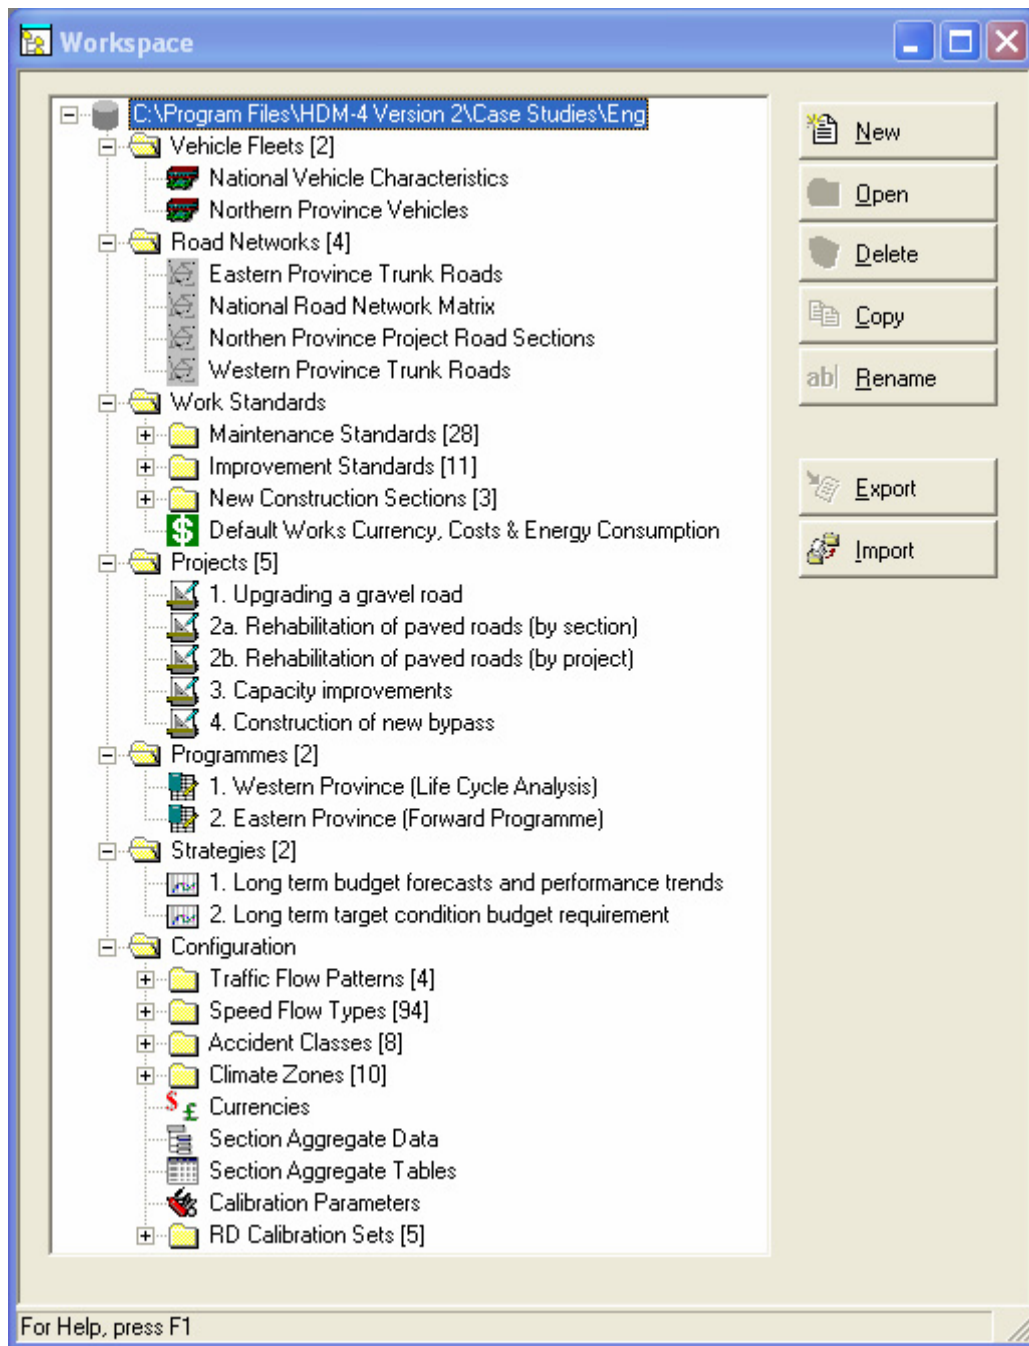 Workspace
C:\Program Files\HDM-4 Version 2\Case Studies\Eng
Vehicle Fleets [2]
National Vehicle Characteristics
Northern Province Vehicles
Road Networks [4]
Eastern Province Trunk Roads
National Road Network Matrix
Northen Province Project Road Sections
Western Province Trunk Roads
Work Standards
Maintenance Standards [28]
Improvement Standards [11]
New Construction Sections [3]
$ Default Works Currency, Costs & Energy Consumption
Projects [5]
1. Upgrading a gravel road
2a. Rehabilitation of paved roads (by section)
2b. Rehabilitation of paved roads (by project)
3. Capacity improvements
4. Construction of new bypass
Programmes [2]
1. Western Province (Life Cycle Analysis)
2. Eastern Province (Forward Programme)
Strategies [2]
1. Long term budget forecasts and performance trends
2. Long term target condition budget requirement
Configuration
Traffic Flow Patterns [4]
Speed Flow Types [94]
Accident Classes [8]
Climate Zones [10]
$ £ Currencies
Section Aggregate Data
Section Aggregate Tables
Calibration Parameters
RD Calibration Sets [5]
New
Open
Delete
Copy
ab| Rename
Export
Import
For Help, press F1